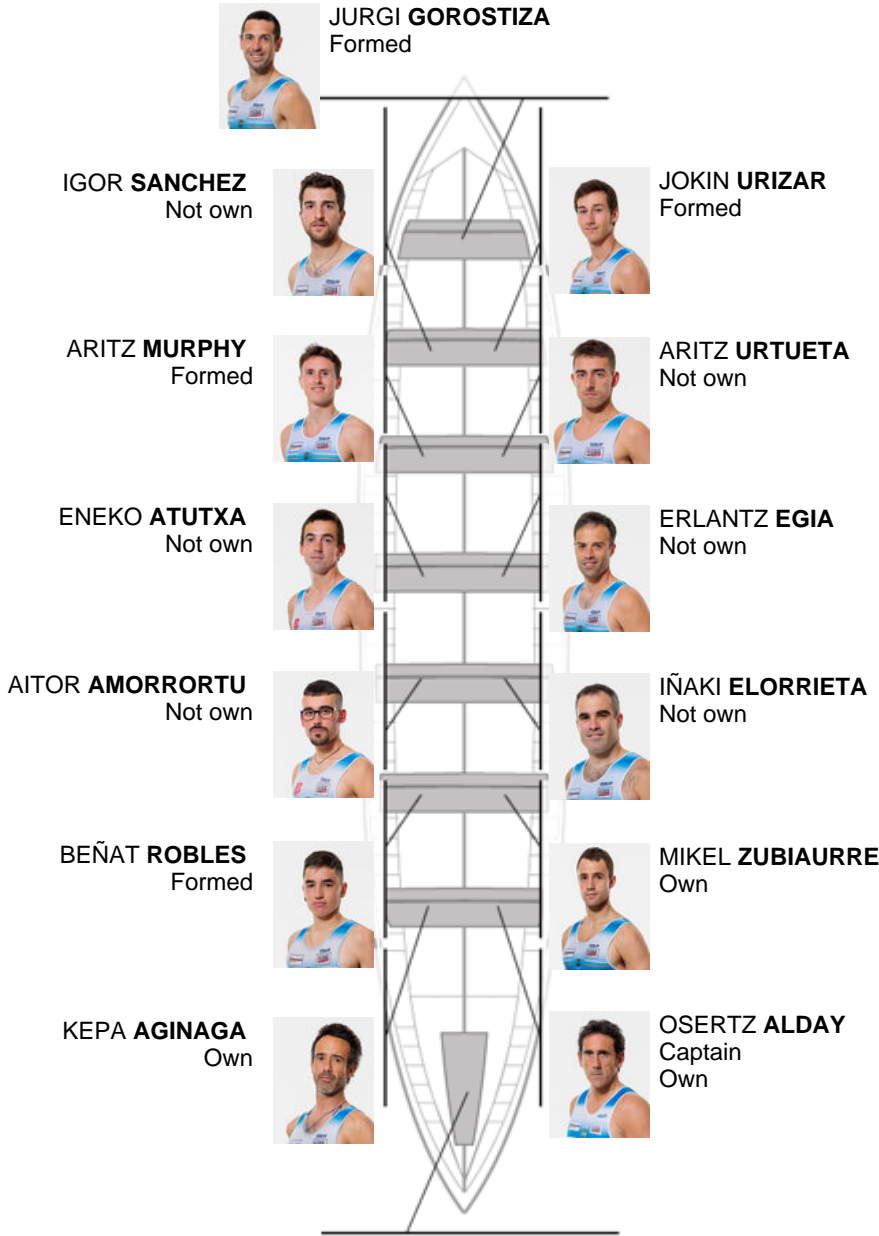 JURGI GOROSTIZA
Formed
IGOR SANCHEZ
Not own
JOKIN URIZAR
Formed
ARITZ MURPHY
Formed
ARITZ URTUETA
Not own
ENEKO ATUTXA
Not own
ERLANTZ EGIA
Not own
AITOR AMORRORTU
Not own
IÑAKI ELORRIETA
Not own
BEÑAT ROBLES
Formed
MIKEL ZUBIAURRE
Own
KEPA AGINAGA
Own
OSERTZ ALDAY
Captain
Own